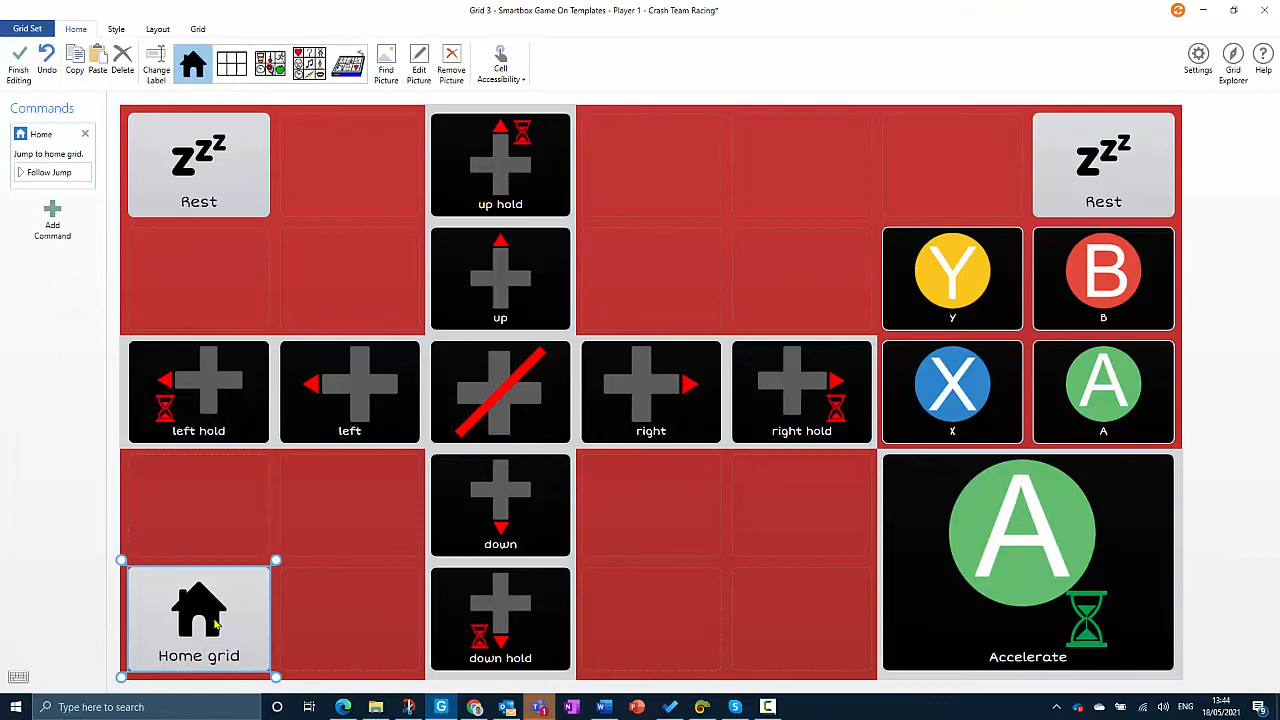 Grid 3 - Smartbox Game On Templates - Player 1 - Crash Team Racing*
Grid Set
Home
Style
Layout
Grid
Finish Editing
Undo
Copy
Paste
Delete
Change Label
Find Picture
Edit Picture
Remove Picture
Cell Accessibility
Settings
Grid Explorer
Help
Commands
Home
Jump to home grid.
Follow Jump
Add Command
zzz
Rest
up hold
zzz
Rest
up
Y
Y
B
B
left hold
left
right
right hold
X
X
A
A
down
A
Home grid
down hold
Accelerate
Type here to search
ENG
13:44
18/05/2021